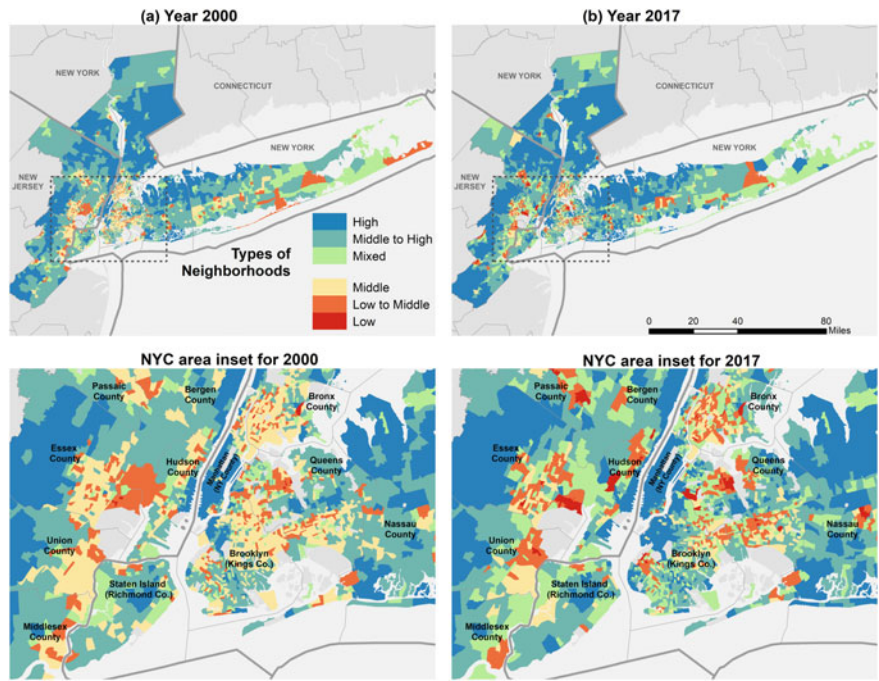 (a) Year 2000
(b) Year 2017
NEW YORK
CONNECTICUT
NEW YORK
NEW
JERSEY
Types of
Neighborhoods
High
Middle to High
Mixed
Middle
Low to Middle
Low
NEW YORK
CONNECTICUT
NEW YORK
NEW
JERSEY
0 20 40 80
Miles
NYC area inset for 2000
NYC area inset for 2017
Passaic
County
Bergen
County
Bronx
County
Essex
County
Hudson
County
Manhattan
(NY County)
Queens
County
Nassau
County
Union
County
Brooklyn
(Kings Co.)
Staten Island
(Richmond Co.)
Middlesex
County
Passaic
County
Bergen
County
Bronx
County
Essex
County
Hudson
County
Manhattan
(NY County)
Queens
County
Nassau
County
Union
County
Brooklyn
(Kings Co.)
Staten Island
(Richmond Co.)
Middlesex
County